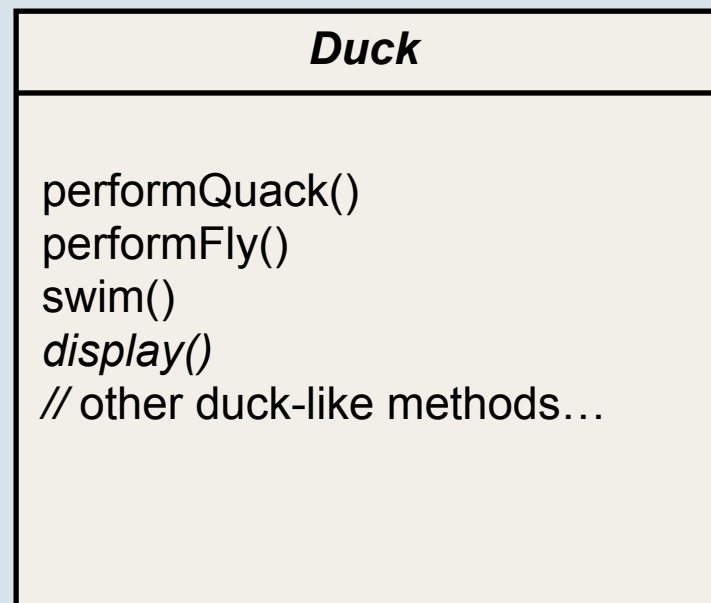 Duck
performQuack()
performFly()
swim()
display()
// other duck-like methods…